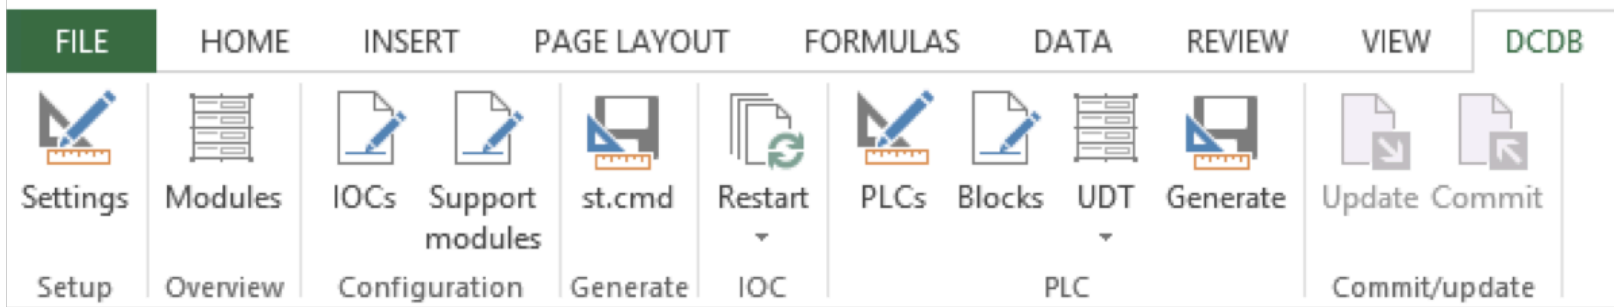 FILE HOME INSERT PAGE LAYOUT FORMULAS DATA REVIEW VIEW DCDB
Settings Modules IOCs Support st.cmd Restart PLCs Blocks UDT Generate Update Commit
modules
Setup Overview Configuration Generate IOC PLC Commit/update